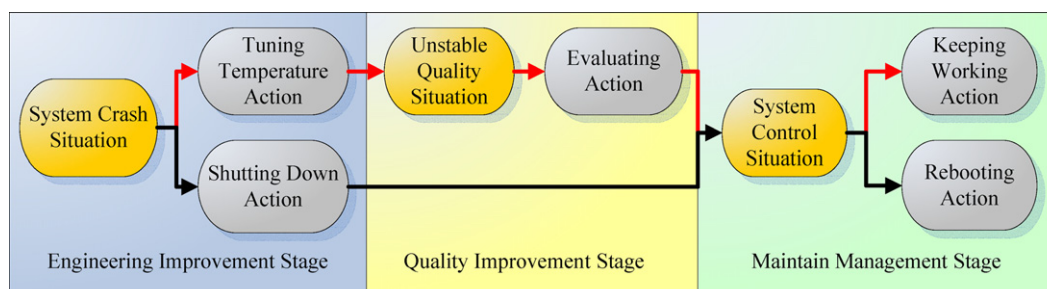 System Crash
Situation
Tuning
Temperature
Action
Shutting Down
Action
Engineering Improvement Stage
Unstable
Quality
Situation
Evaluating
Action
Quality Improvement Stage
System
Control
Situation
Keeping
Working
Action
Rebooting
Action
Maintain Management Stage